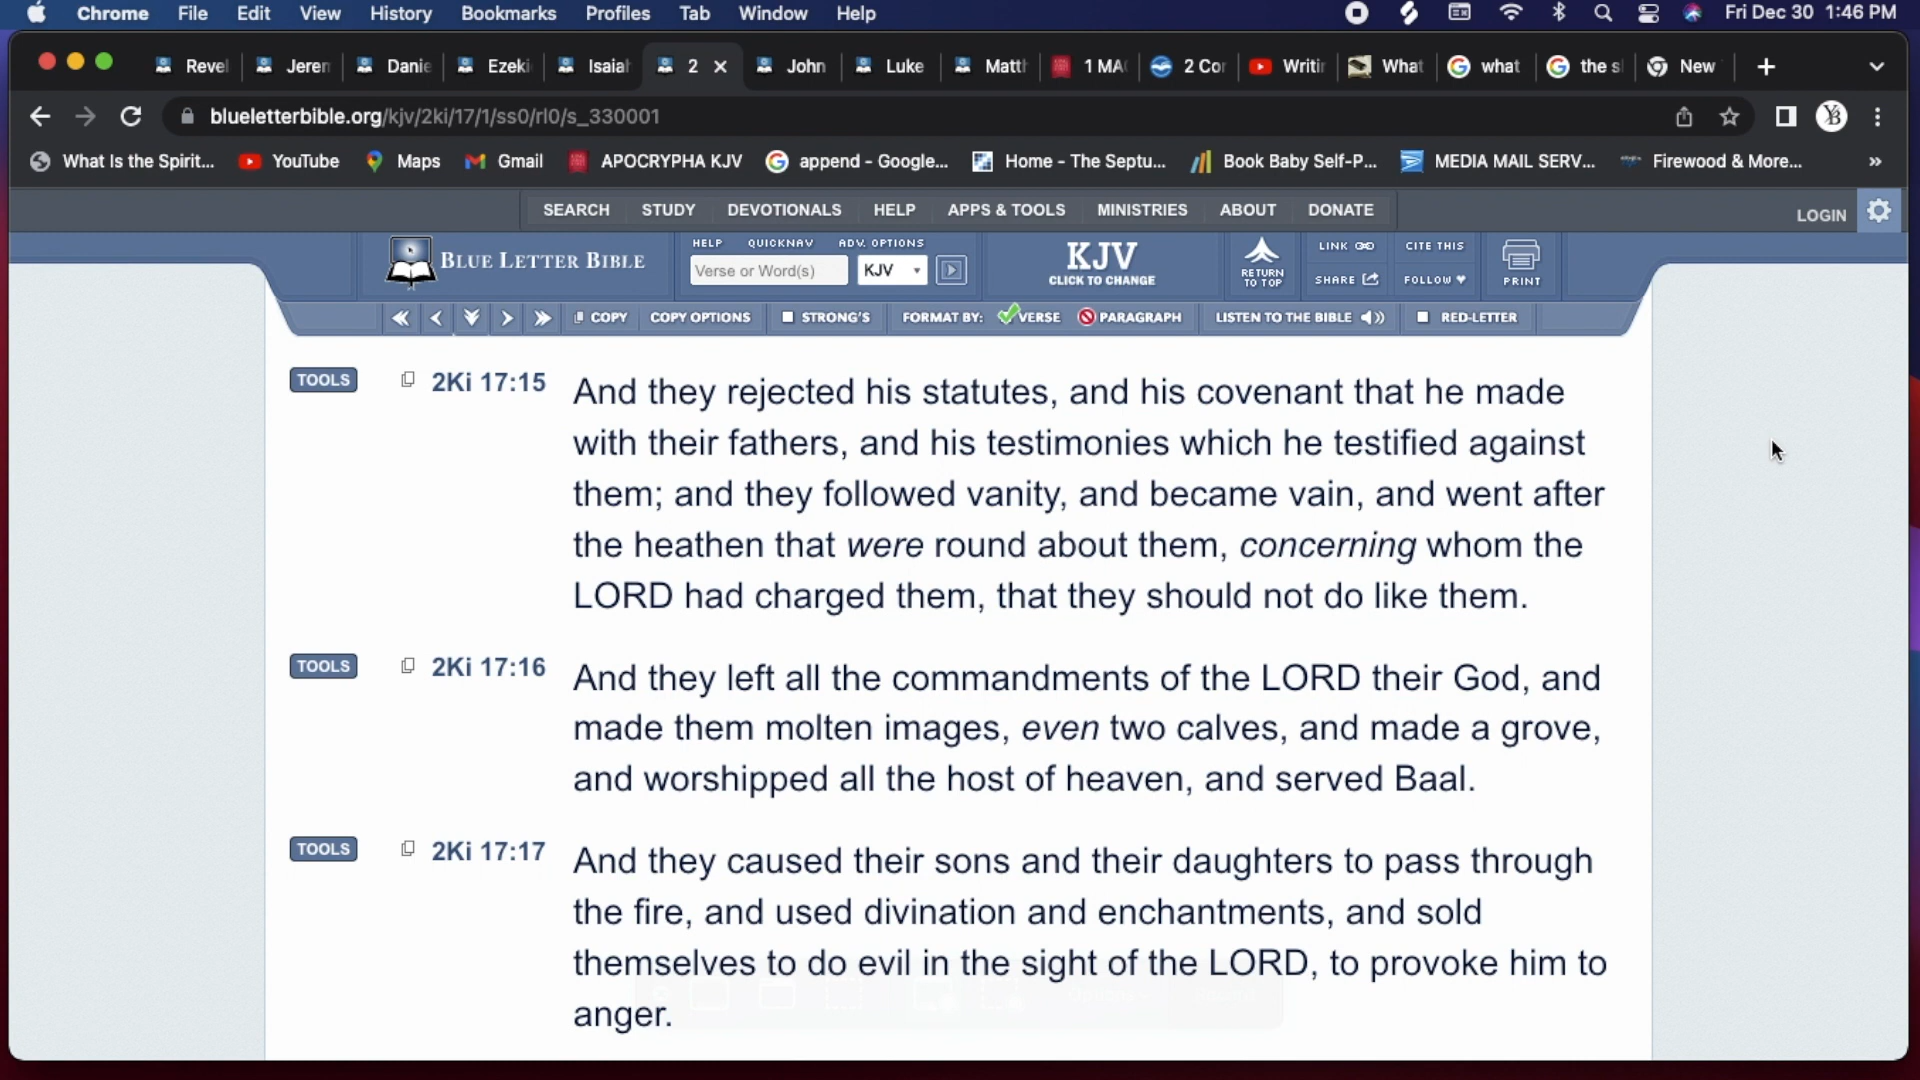 Chrome File Edit View History Bookmarks Profiles Tab Window Help Fri Dec 30 1:46 PM
Revel Jerem Danie Ezeki Isaiah 2 John Luke Matth 1 MA 2 Cor Writin What what the s New
blueletterbible.org/kjv/2ki/17/1/ss0/rl0/s_330001
What Is the Spirit... YouTube Maps Gmail APOCRYPHA KJV append - Google... Home - The Septu... Book Baby Self-P... MEDIA MAIL SERV... Firewood & More... »
SEARCH STUDY DEVOTIONALS HELP APPS & TOOLS MINISTRIES ABOUT DONATE LOGIN
HELP QUICKNAV ADV. OPTIONS
BLUE LETTER BIBLE Verse or Word(s) KJV KJV CLICK TO CHANGE RETURN TO TOP LINK CITE THIS SHARE FOLLOW PRINT
COPY COPY OPTIONS STRONG'S FORMAT BY: VERSE PARAGRAPH LISTEN TO THE BIBLE RED-LETTER
TOOLS 2Ki 17:15 And they rejected his statutes, and his covenant that he made
with their fathers, and his testimonies which he testified against
them; and they followed vanity, and became vain, and went after
the heathen that were round about them, concerning whom the
LORD had charged them, that they should not do like them.
TOOLS 2Ki 17:16 And they left all the commandments of the LORD their God, and
made them molten images, even two calves, and made a grove,
and worshipped all the host of heaven, and served Baal.
TOOLS 2Ki 17:17 And they caused their sons and their daughters to pass through
the fire, and used divination and enchantments, and sold
themselves to do evil in the sight of the LORD, to provoke him to
anger.